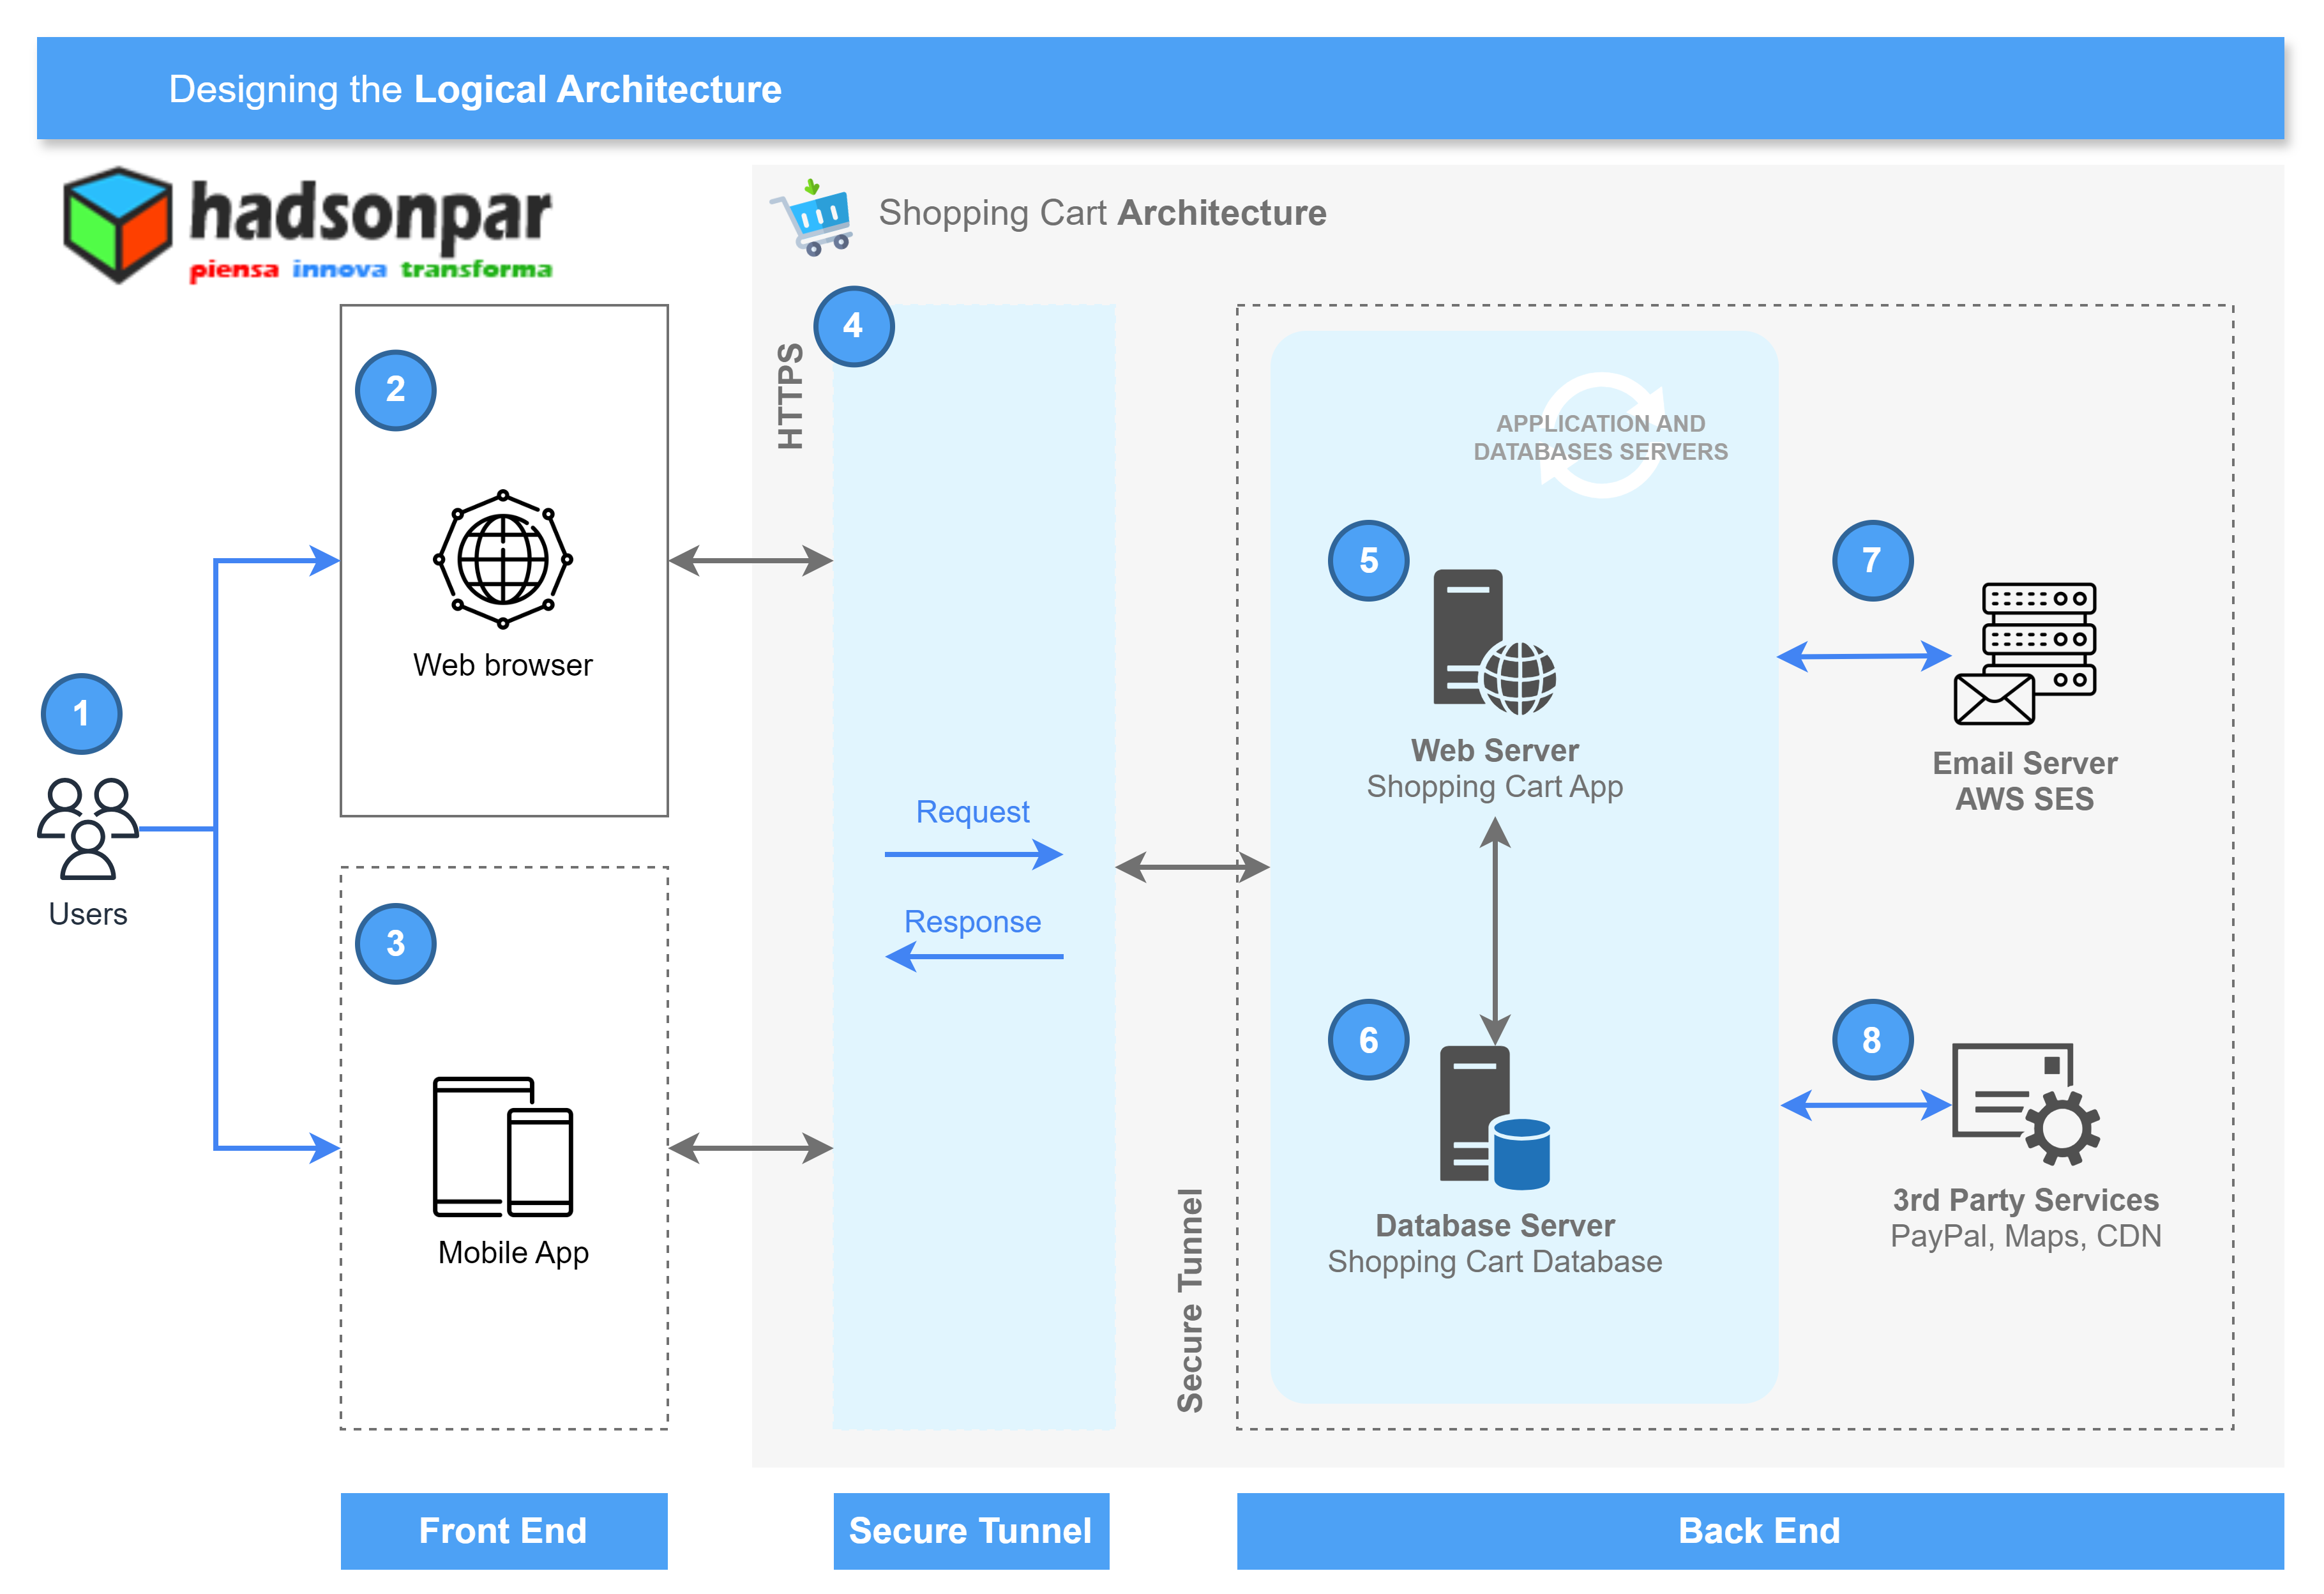 Designing the Logical Architecture
hadsonpar
piensa innova transforma
Shopping Cart Architecture
1
Users
2
Web browser
3
Mobile App
HTTPS
4
Request
Response
Secure Tunnel
APPLICATION AND
DATABASES SERVERS
5
Web Server
Shopping Cart App
6
Database Server
Shopping Cart Database
7
Email Server
AWS SES
8
3rd Party Services
PayPal, Maps, CDN
Front End
Secure Tunnel
Back End